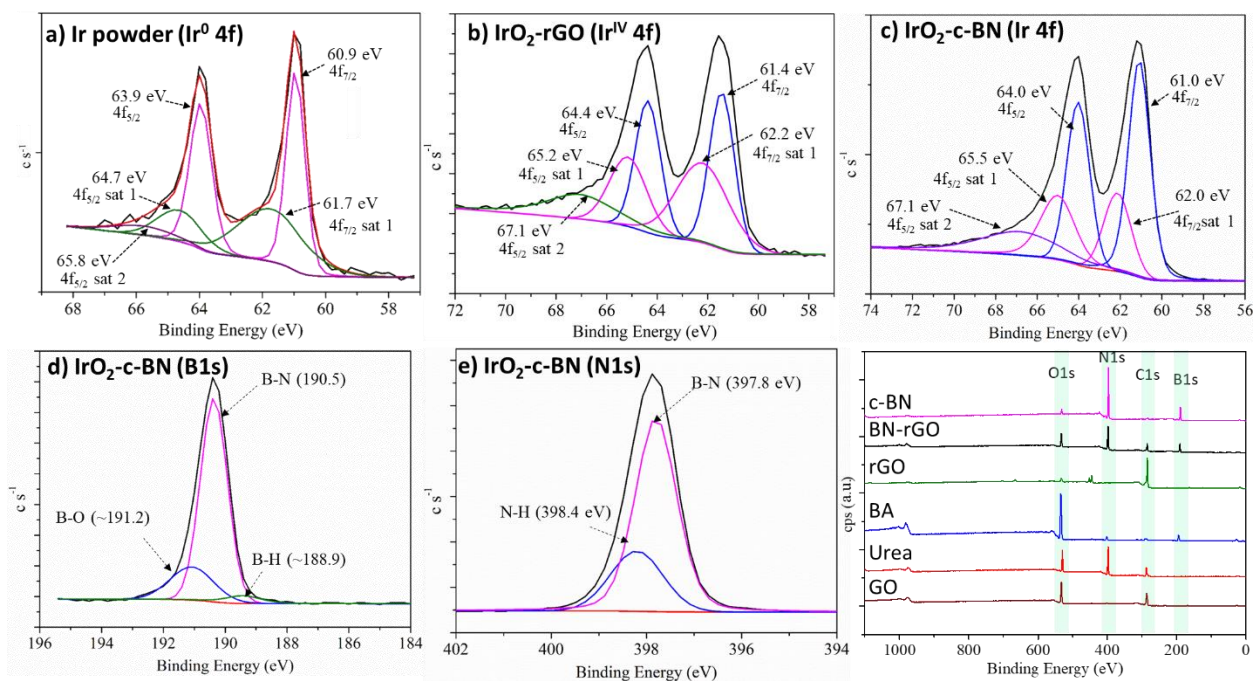 a) Ir powder (Ir⁰ 4f)
60.9 eV
4f7/2
63.9 eV
4f5/2
64.7 eV
4f5/2 sat 1
61.7 eV
4f7/2 sat 1
65.8 eV
4f5/2 sat 2
c s⁻¹
68 66 64 62 60 58
Binding Energy (eV)
b) IrO₂-rGO (Irᴵⱽ 4f)
61.4 eV
4f7/2
64.4 eV
4f5/2
62.2 eV
4f7/2 sat 1
65.2 eV
4f5/2 sat 1
67.1 eV
4f5/2 sat 2
c s⁻¹
72 70 68 66 64 62 60 58
Binding Energy (eV)
c) IrO₂-c-BN (Ir 4f)
61.0 eV
4f7/2
64.0 eV
4f5/2
65.5 eV
4f5/2 sat 1
67.1 eV
4f5/2 sat 2
62.0 eV
4f7/2sat 1
c s⁻¹
74 72 70 68 66 64 62 60 58 56
Binding Energy (eV)
d) IrO₂-c-BN (B1s)
B-N (190.5)
B-O (~191.2)
B-H (~188.9)
c s⁻¹
196 194 192 190 188 186 184
Binding Energy (eV)
e) IrO₂-c-BN (N1s)
B-N (397.8 eV)
N-H (398.4 eV)
c s⁻¹
402 400 398 396 394
Binding Energy (eV)
O1s N1s C1s B1s
c-BN
BN-rGO
rGO
BA
Urea
GO
cps (a.u)
1000 800 600 400 200 0
Binding Energy (eV)